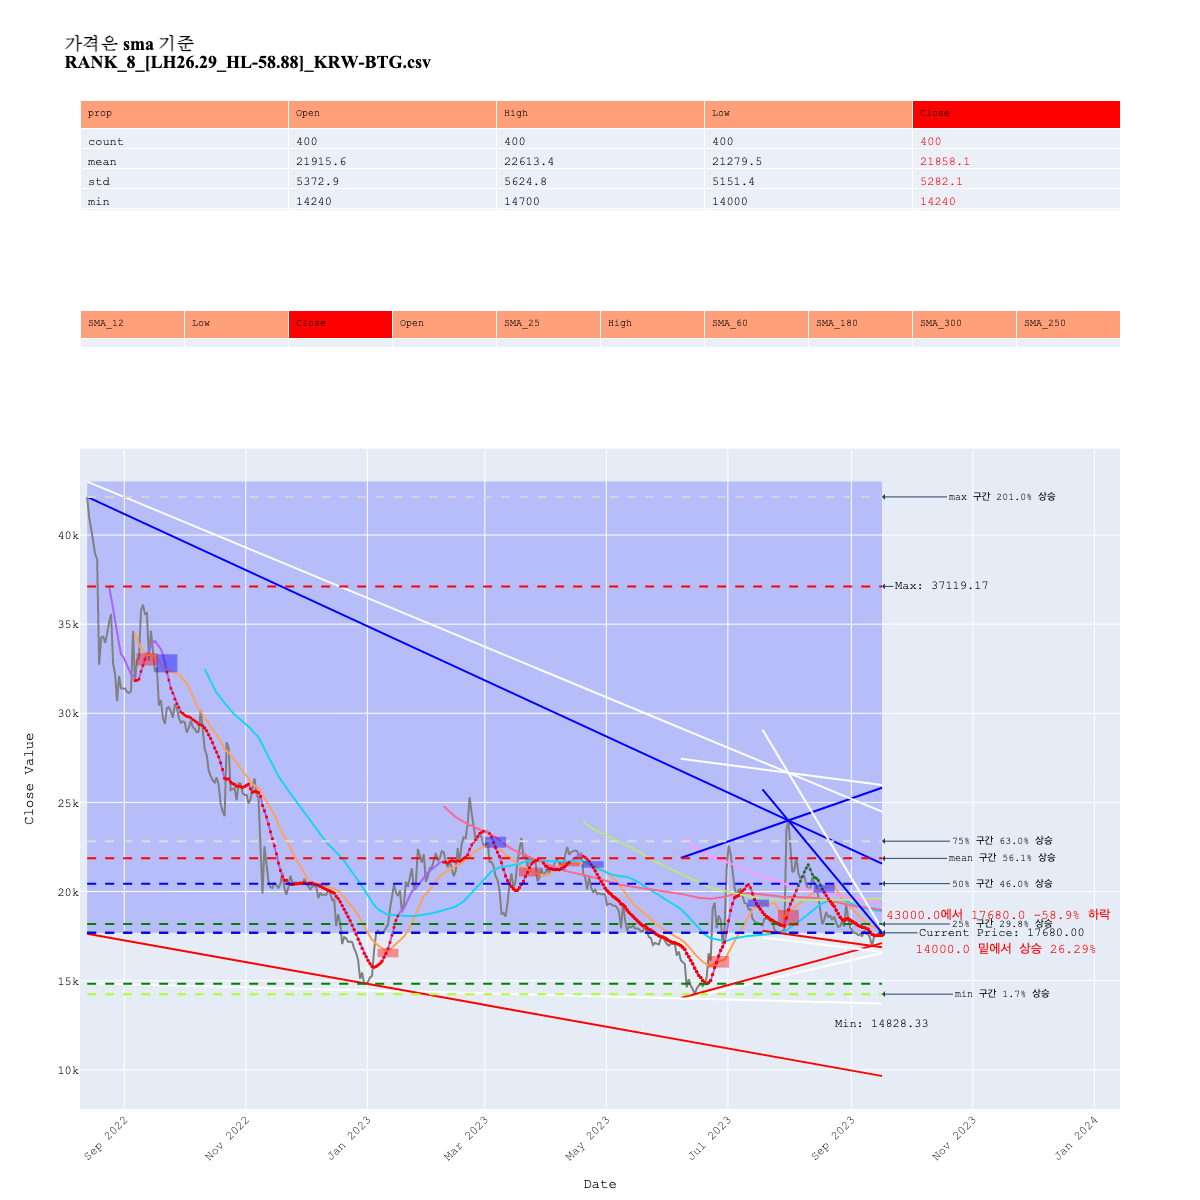 가격은 sma 기준
RANK_8_[LH26.29_HL-58.88]_KRW-BTG.csv
prop Open High Low Close
count 400 400 400 400
mean 21915.6 22613.4 21279.5 21858.1
std 5372.9 5624.8 5151.4 5282.1
min 14240 14700 14000 14240
SMA_12 Low Close Open SMA_25 High SMA_60 SMA_180 SMA_300 SMA_250
max 구간 201.0% 상승
40k
Max: 37119.17
35k
30k
25k
Close Value
75% 구간 63.0% 상승
mean 구간 56.1% 상승
50% 구간 46.0% 상승
20k
43000.0에서 17680.0 -58.9% 하락
25% 구간 29.8% 상승
Current Price: 17680.00
14000.0 밑에서 상승 26.29%
15k
min 구간 1.7% 상승
Min: 14828.33
10k
Sep 2022 Nov 2022 Jan 2023 Mar 2023 May 2023 Jul 2023 Sep 2023 Nov 2023 Jan 2024
Date